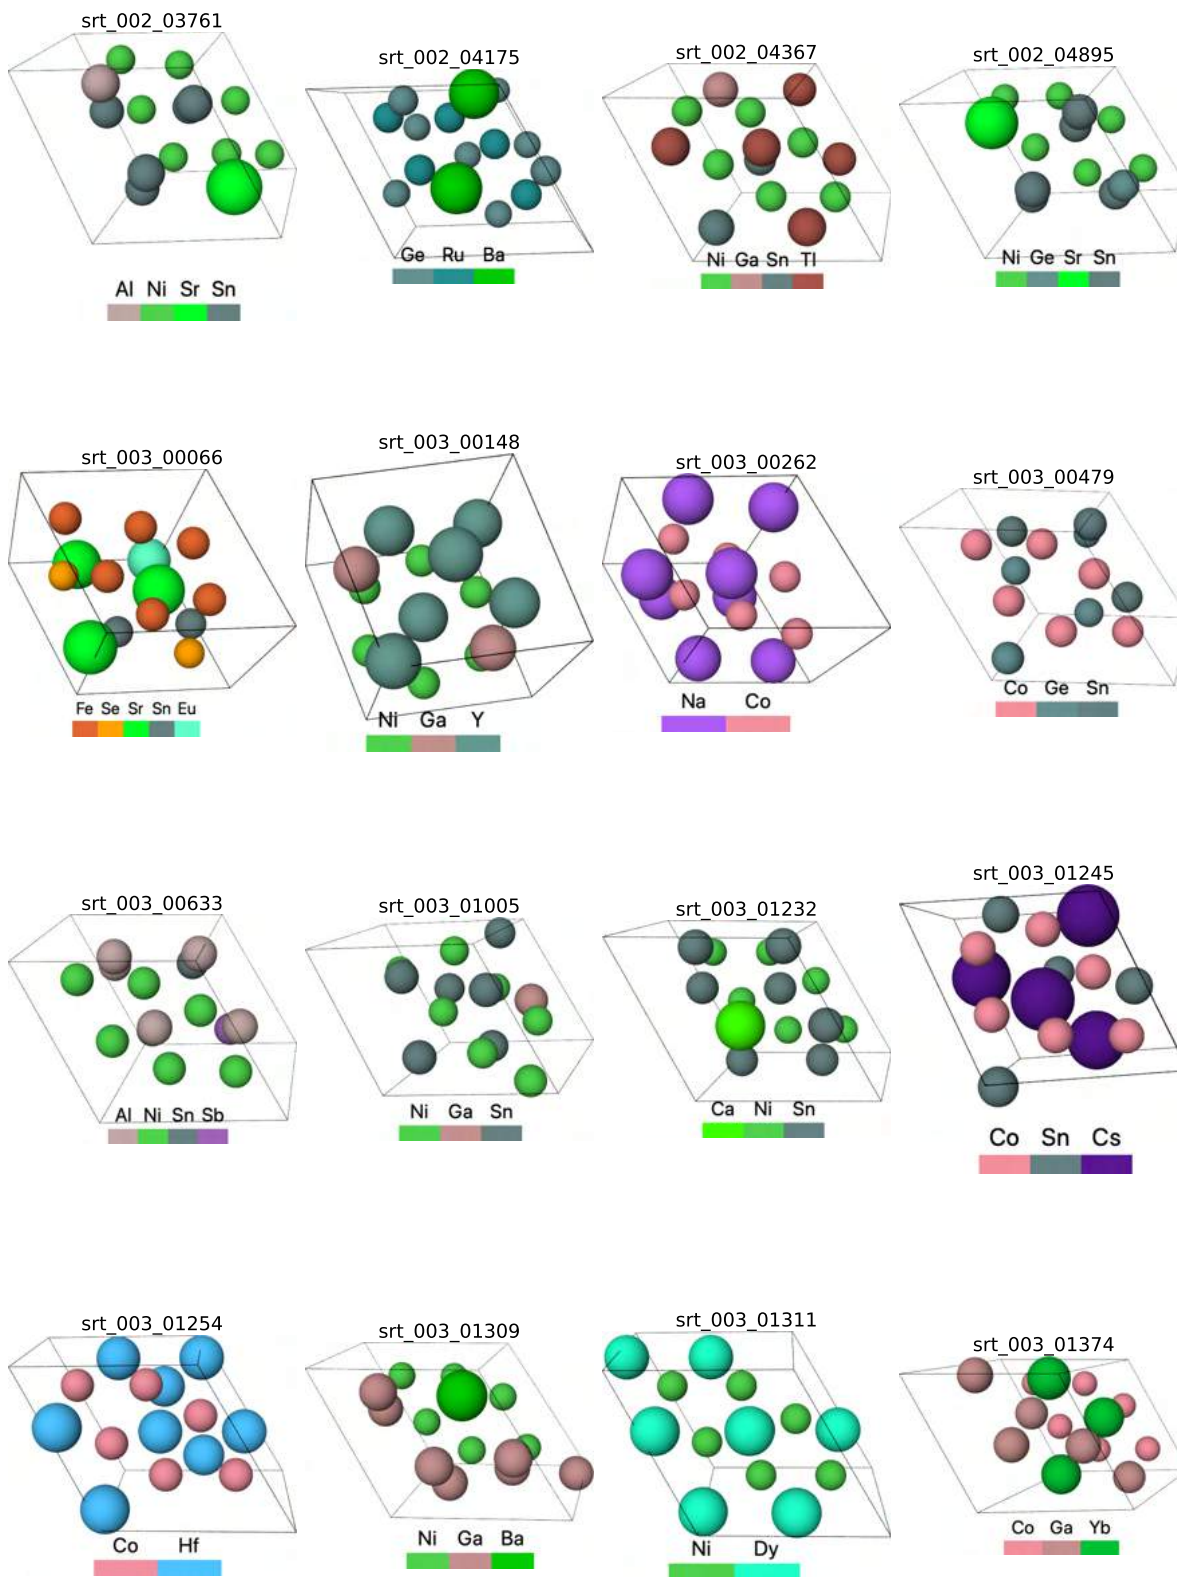 srt_002_03761
srt_002_04175
srt_002_04367
srt_002_04895
Al Ni Sr Sn
Ge Ru Ba
Ni Ga Sn Tl
Ni Ge Sr Sn
srt_003_00066
srt_003_00148
srt_003_00262
srt_003_00479
Fe Se Sr Sn Eu
Ni Ga Y
Na Co
Co Ge Sn
srt_003_00633
srt_003_01005
srt_003_01232
srt_003_01245
Al Ni Sn Sb
Ni Ga Sn
Ca Ni Sn
Co Sn Cs
srt_003_01254
srt_003_01309
srt_003_01311
srt_003_01374
Co Hf
Ni Ga Ba
Ni Dy
Co Ga Yb